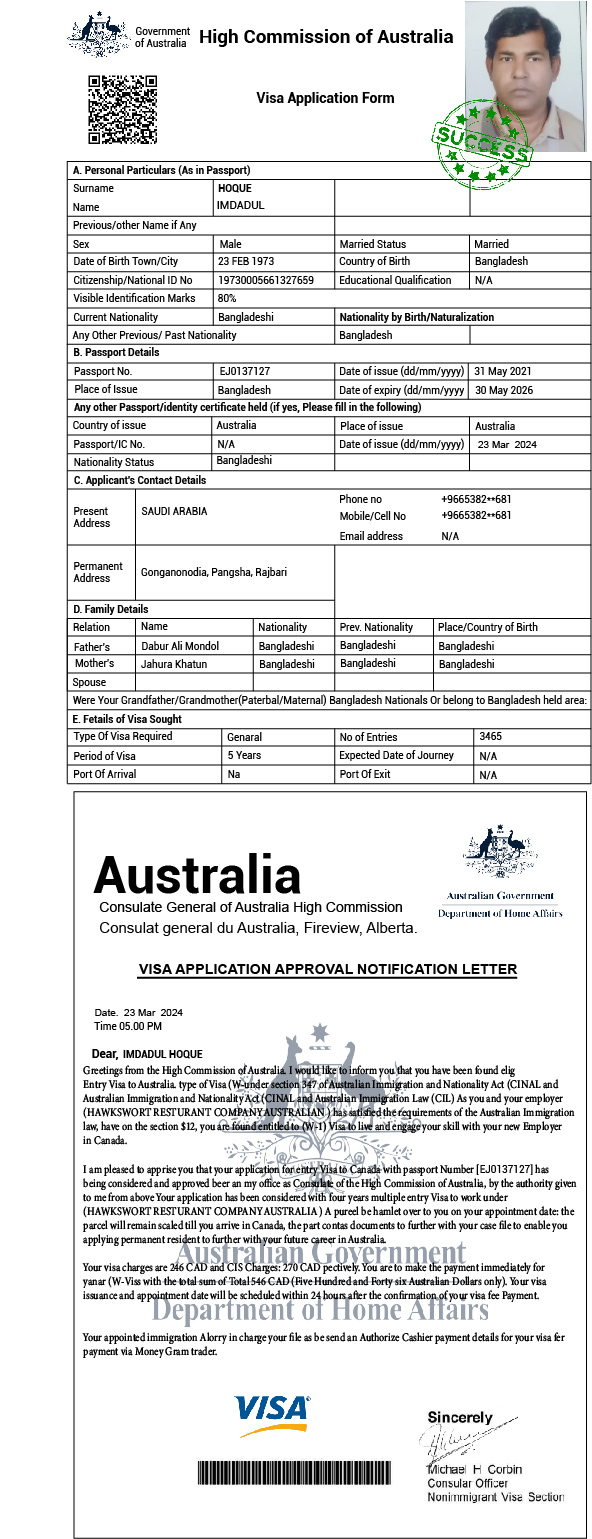 Government
of Australia
High Commission of Australia
Visa Application Form
SUCCESS
A. Personal Particulars (As in Passport)
Surname HOQUE
Name IMDADUL
Previous/other Name if Any
Sex Male Married Status Married
Date of Birth Town/City 23 FEB 1973 Country of Birth Bangladesh
Citizenship/National ID No 19730005661327659 Educational Qualification N/A
Visible Identification Marks 80%
Current Nationality Bangladeshi Nationality by Birth/Naturalization
Any Other Previous/ Past Nationality Bangladesh
B. Passport Details
Passport No. EJ0137127 Date of issue (dd/mm/yyyy) 31 May 2021
Place of Issue Bangladesh Date of expiry (dd/mm/yyyy 30 May 2026
Any other Passport/identity certificate held (if yes, Please fill in the following)
Country of issue Australia Place of issue Australia
Passport/IC No. N/A Date of issue (dd/mm/yyyy) 23 Mar 2024
Nationality Status Bangladeshi
C. Applicant's Contact Details
Present Address SAUDI ARABIA
Phone no +9665382**681
Mobile/Cell No +9665382**681
Email address N/A
Permanent Address Gonganonodia, Pangsha, Rajbari
D. Family Details
Relation Name Nationality Prev. Nationality Place/Country of Birth
Father's Dabur Ali Mondol Bangladeshi Bangladeshi Bangladeshi
Mother's Jahura Khatun Bangladeshi Bangladeshi Bangladeshi
Spouse
Were Your Grandfather/Grandmother(Paterbal/Maternal) Bangladesh Nationals Or belong to Bangladesh held area:
E. Fetails of Visa Sought
Type Of Visa Required Genaral No of Entries 3465
Period of Visa 5 Years Expected Date of Journey N/A
Port Of Arrival Na Port Of Exit N/A
Australia
Consulate General of Australia High Commission
Consulat general du Australia, Fireview, Alberta.
Australian Government
Department of Home Affairs
VISA APPLICATION APPROVAL NOTIFICATION LETTER
Date. 23 Mar 2024
Time 05.00 PM
Dear, IMDADUL HOQUE
Greetings from the High Commission of Australia. I would like to inform you that you have been found elig
Entry Visa to Australia. type of Visa (W-under section 347 of Australian Immigration and Nationality Act (CINAL and
Australian Immigration and Nationality Act (CINAL and Australian Immigration Law (CIL) As you and your employer
(HAWKSWORT RESTURANT COMPANY AUSTRALIAN ) has satisfied the requirements of the Australian Immigration
law, have on the section $12, you are found entitled to (W-1) Visa to live and engage your skill with your new Employer
in Canada.
I am pleased to apprise you that your application for entry Visa to Canada with passport Number [EJ0137127] has
being considered and approved beer an my office as Consulate of the High Commission of Australia, by the authority given
to me from above Your application has been considered with four years multiple entry Visa to work under
(HAWKSWORT RESTURANT COMPANY AUSTRALIA ) A pureel be hamlet over to you on your appointment date: the
parcel will remain scaled till you arrive in Canada, the part contas documents to further with your case file to enable you
applying permanent resident to further with your future career in Australia.
Australian Government
Your visa charges are 246 CAD and CIS Charges: 270 CAD pectively. You are to make the payment immediately for
yanar (W-Viss with the total sum of Total 546 CAD (Five Hundred and Forty six Australian Dollars only). Your visa
issuance and appointment date will be scheduled within 24 hours after the confirmation of your visa fee Payment.
Department of Home Affairs
Your appointed immigration Alorry in charge your file as be send an Authorize Cashier payment details for your visa fer
payment via Money Gram trader.
VISA
Sincerely
Michael H Corbin
Consular Officer
Nonimmigrant Visa Section